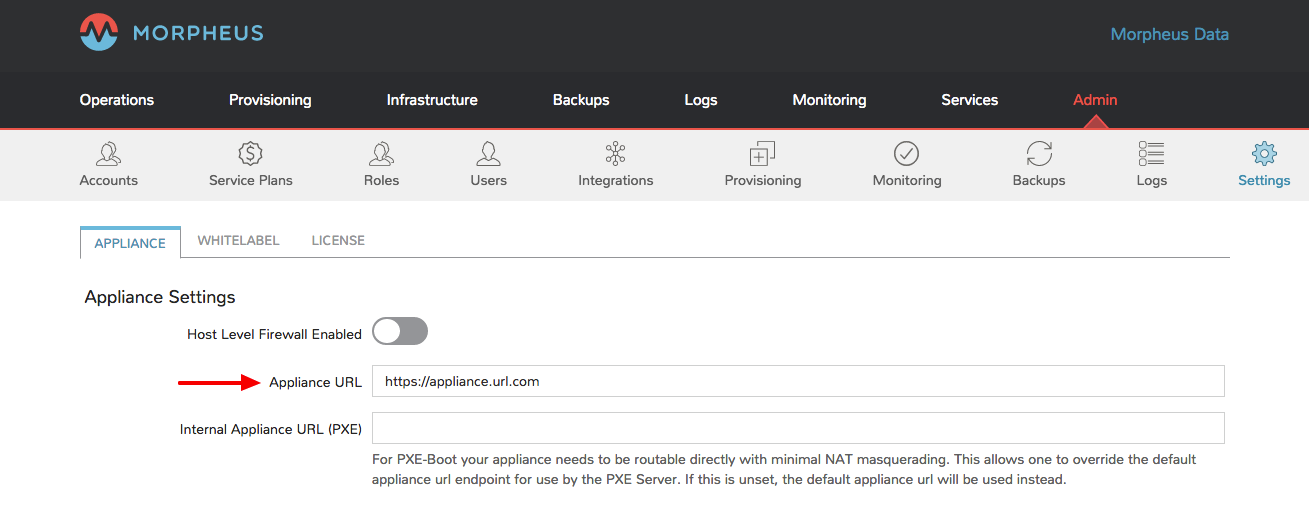 MORPHEUS
Morpheus Data
Operations Provisioning Infrastructure Backups Logs Monitoring Services Admin
Accounts Service Plans Roles Users Integrations Provisioning Monitoring Backups Logs Settings
APPLIANCE WHITELABEL LICENSE
Appliance Settings
Host Level Firewall Enabled
Appliance URL https://appliance.url.com
Internal Appliance URL (PXE)
For PXE-Boot your appliance needs to be routable directly with minimal NAT masquerading. This allows one to override the default
appliance url endpoint for use by the PXE Server. If this is unset, the default appliance url will be used instead.